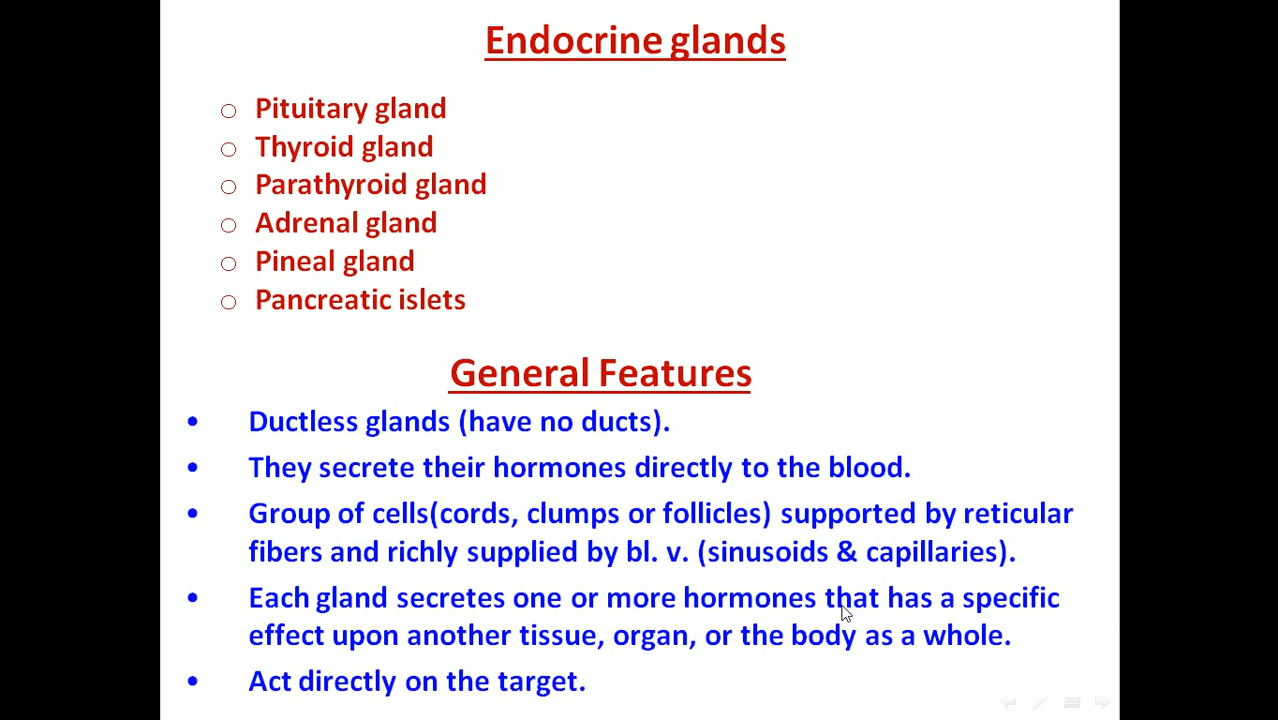 Endocrine glands
○ Pituitary gland
○ Thyroid gland
○ Parathyroid gland
○ Adrenal gland
○ Pineal gland
○ Pancreatic islets
General Features
• Ductless glands (have no ducts).
• They secrete their hormones directly to the blood.
• Group of cells(cords, clumps or follicles) supported by reticular
fibers and richly supplied by bl. v. (sinusoids & capillaries).
• Each gland secretes one or more hormones that has a specific
effect upon another tissue, organ, or the body as a whole.
• Act directly on the target.